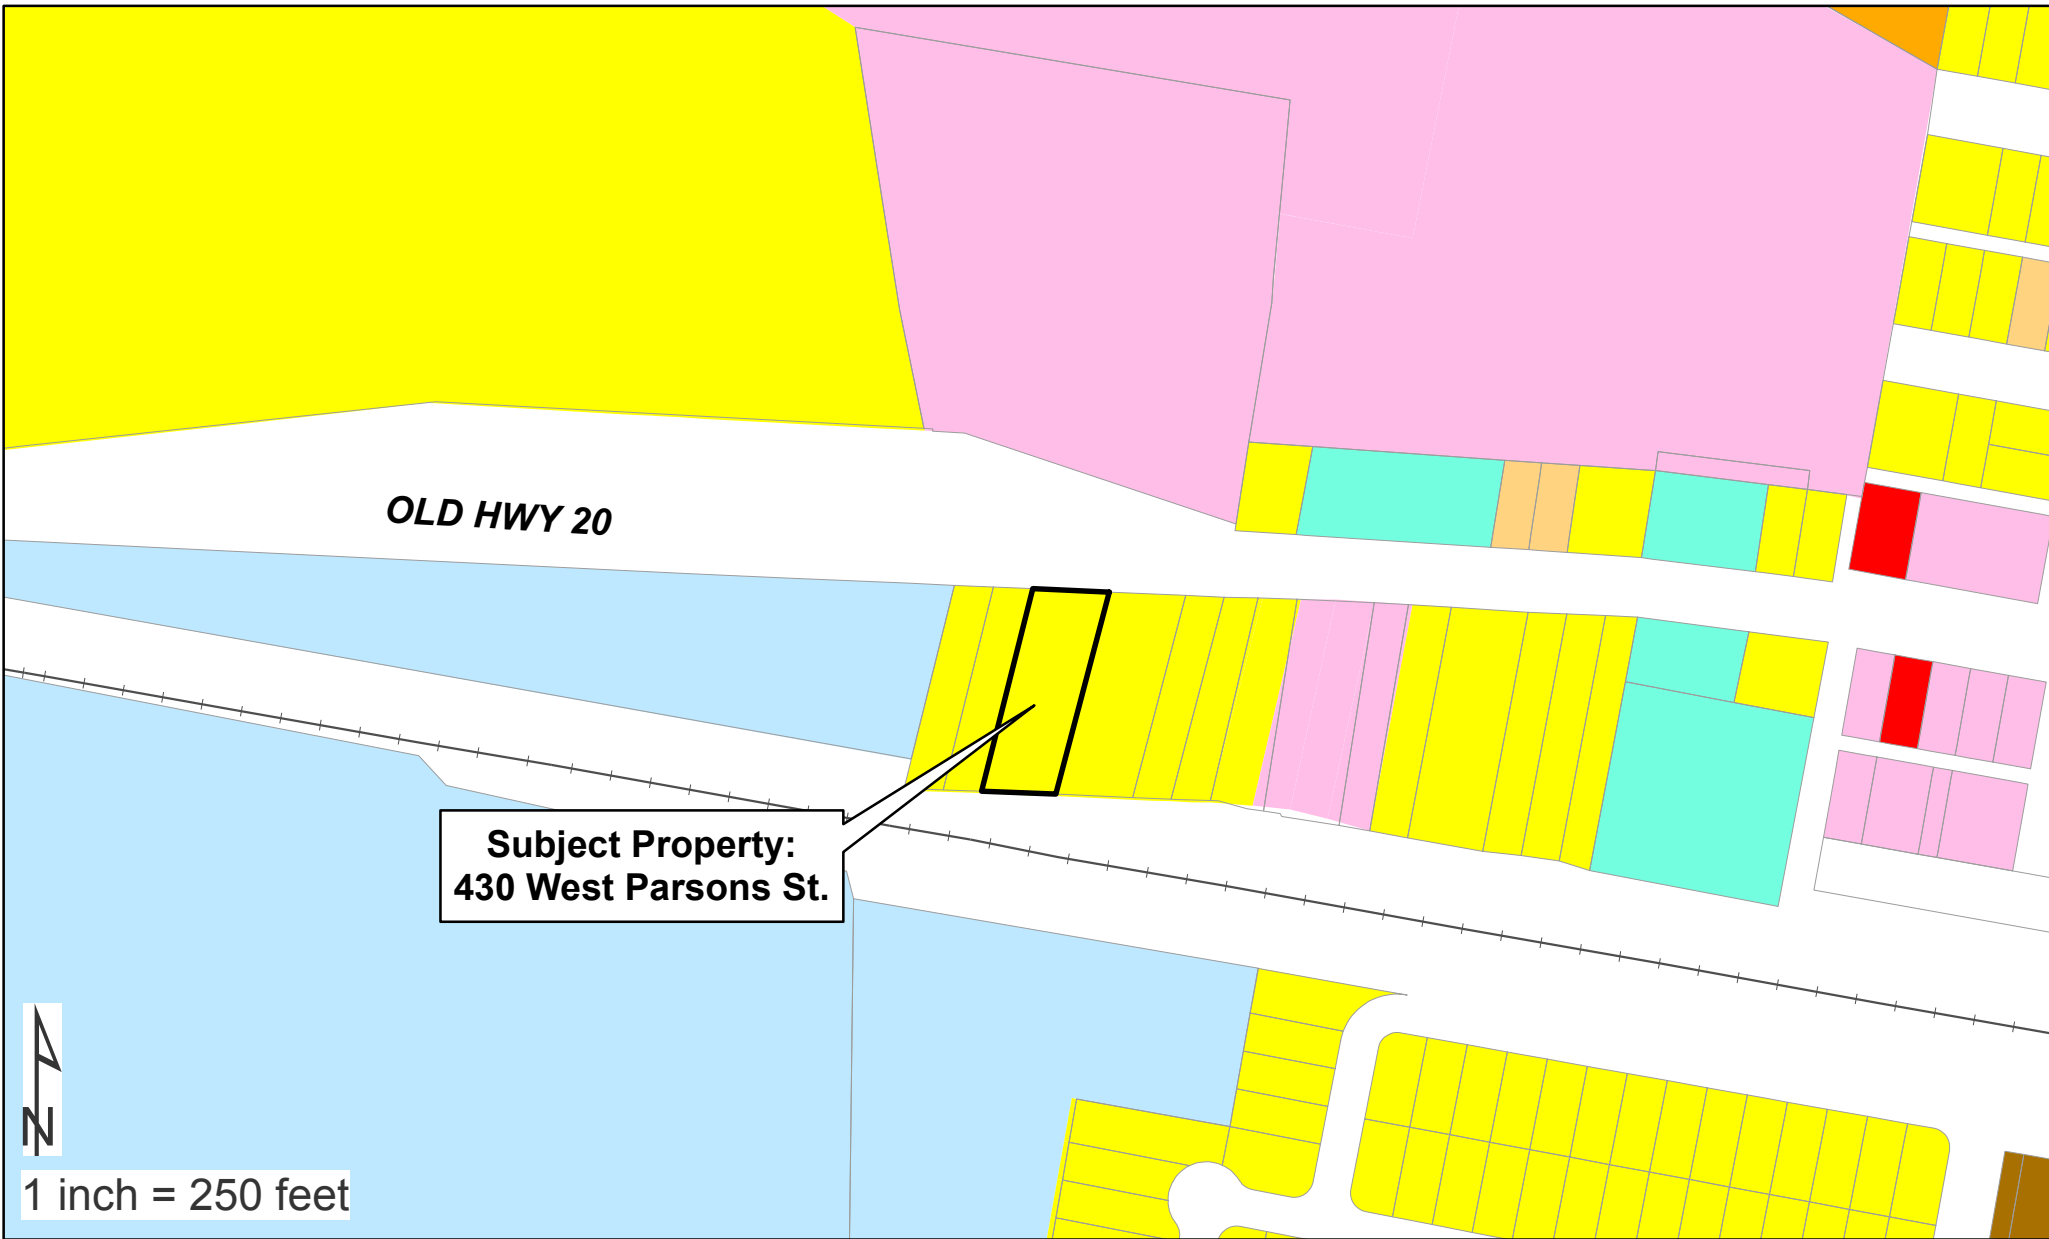 OLD HWY 20
Subject Property:
430 West Parsons St.
N
1 inch = 250 feet